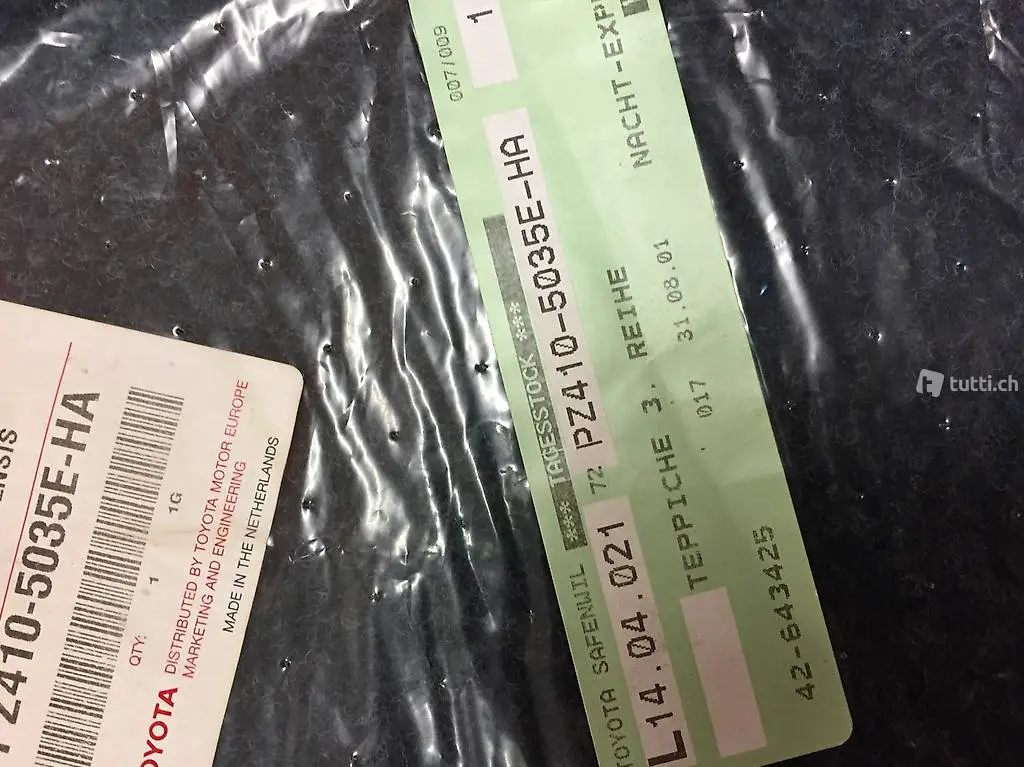 007/009
1
**** TAGESSTOCK ****
TOYOTA SAFENWIL 72 PZ410-5035E-HA
L14.04.021
TEPPICHE 3. REIHE
017 31.08.01
42-643425
PZ410-5035E-HA
QTY: 1 1G
TOYOTA
DISTRIBUTED BY TOYOTA MOTOR EUROPE
MARKETING AND ENGINEERING
MADE IN THE NETHERLANDS
tutti.ch